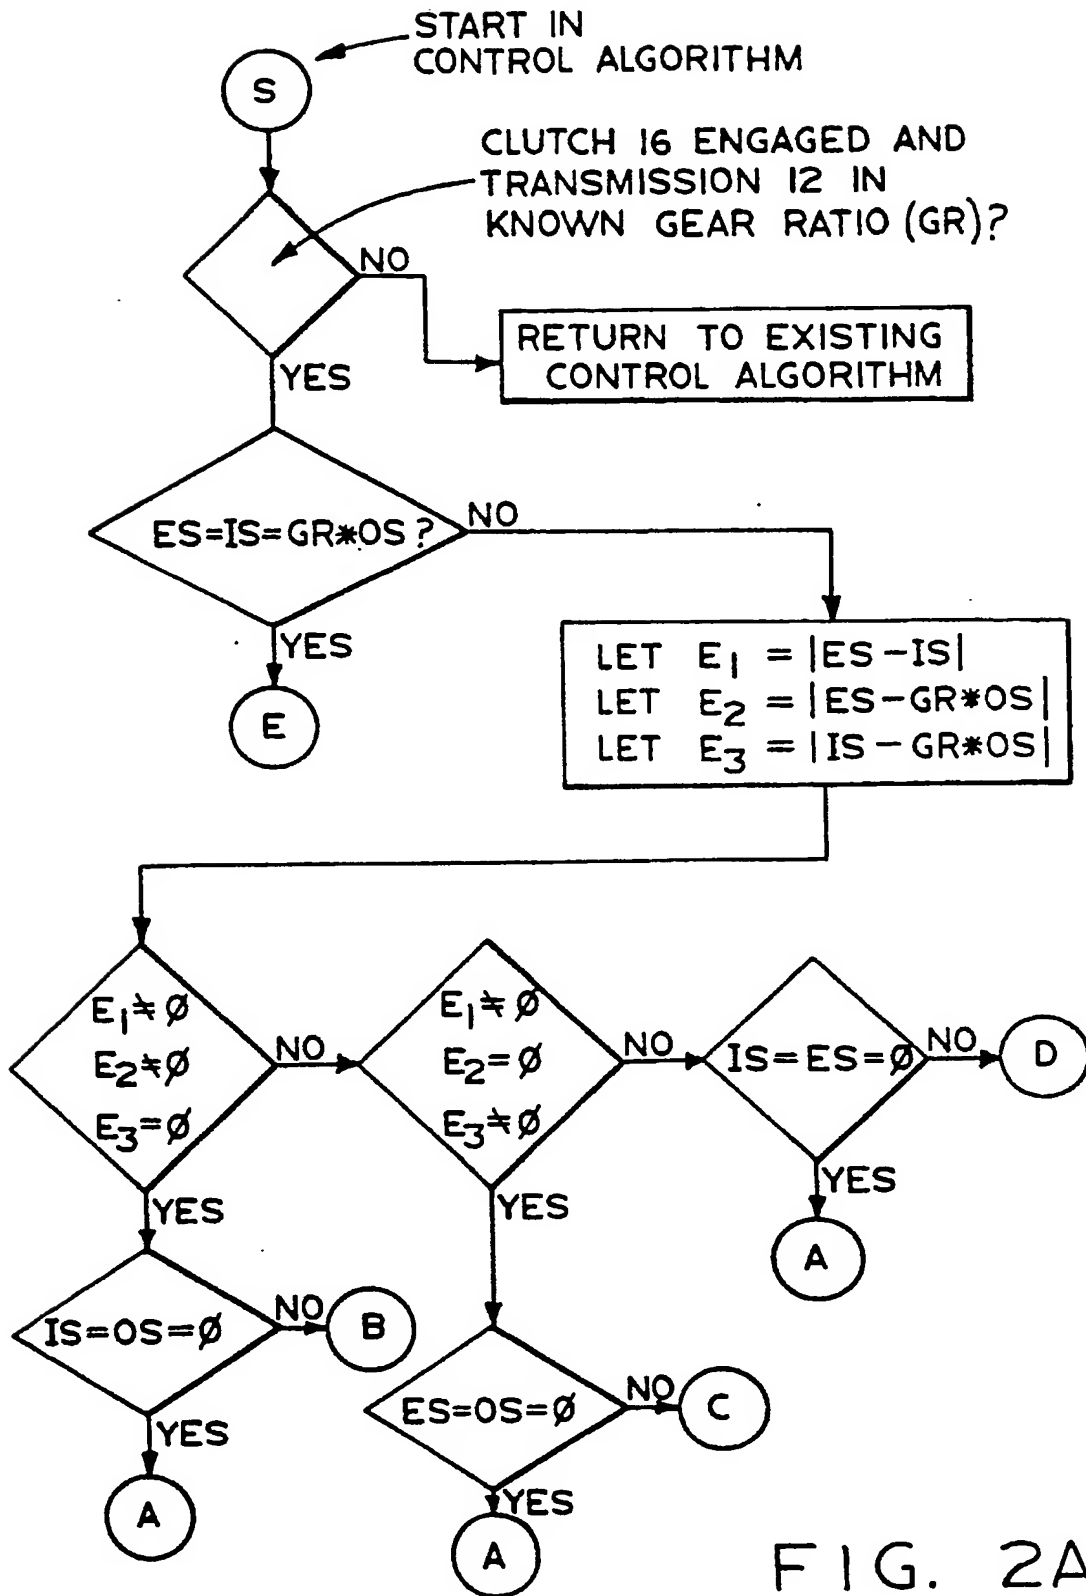 START IN
CONTROL ALGORITHM
S
CLUTCH 16 ENGAGED AND
TRANSMISSION 12 IN
KNOWN GEAR RATIO (GR)?
NO
RETURN TO EXISTING
CONTROL ALGORITHM
YES
ES=IS=GR*OS?
NO
YES
E
LET E₁ = |ES-IS|
LET E₂ = |ES-GR*OS|
LET E₃ = |IS-GR*OS|
E₁≠Ø
E₂≠Ø
E₃=Ø
NO
E₁≠Ø
E₂=Ø
E₃≠Ø
NO
IS=ES=Ø
NO
D
YES
YES
YES
A
IS=OS=Ø
NO
B
ES=OS=Ø
NO
C
YES
A
YES
A
FIG. 2A